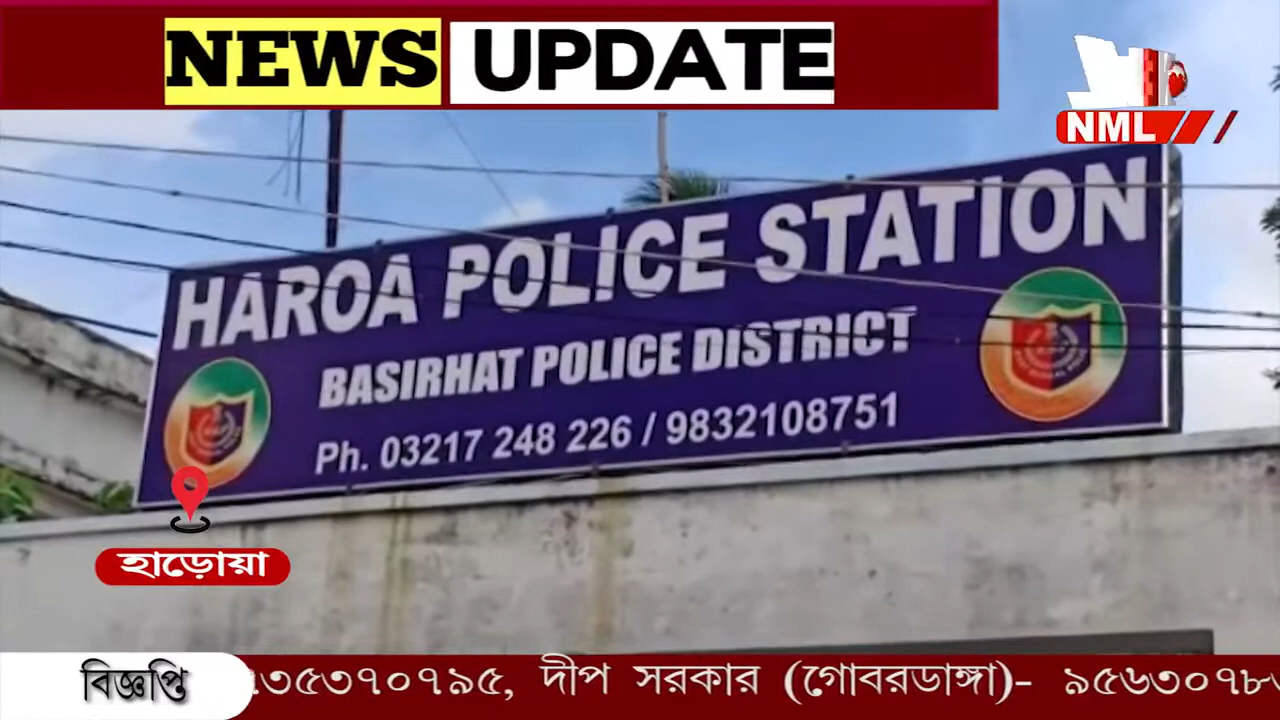 NEWS UPDATE
NML
HAROA POLICE STATION
BASIRHAT POLICE DISTRICT
Ph. 03217 248 226 / 9832108751
হাড়োয়া
বিজ্ঞপ্তি
৩৫৩৭০৭৯৫, দীপ সরকার (গোবরডাঙ্গা)- ৯৫৬৩০৭৮